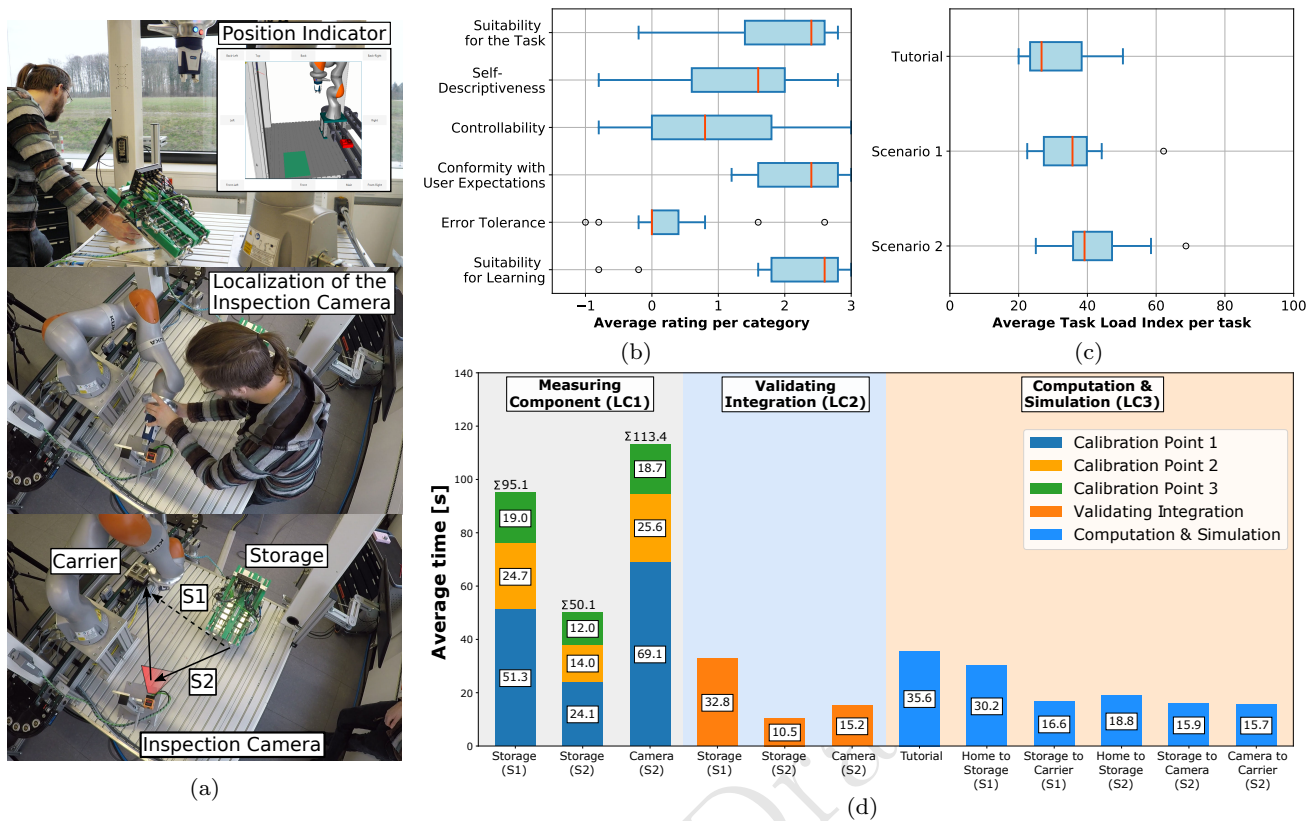 Position Indicator
Localization of the
Inspection Camera
Carrier
Storage
S1
S2
Inspection Camera
(a)
Suitability
for the Task
Self-
Descriptiveness
Controllability
Conformity with
User Expectations
Error Tolerance
Suitability
for Learning
−1
0
1
2
3
Average rating per category
(b)
Tutorial
Scenario 1
Scenario 2
0
20
40
60
80
100
Average Task Load Index per task
(c)
Measuring
Component (LC1)
Validating
Integration (LC2)
Computation &
Simulation (LC3)
Calibration Point 1
Calibration Point 2
Calibration Point 3
Validating Integration
Computation & Simulation
Average time [s]
140
120
100
80
60
40
20
0
Σ95.1
19.0
24.7
51.3
Σ50.1
12.0
14.0
24.1
Σ113.4
18.7
25.6
69.1
32.8
10.5
15.2
35.6
30.2
16.6
18.8
15.9
15.7
Storage
(S1)
Storage
(S2)
Camera
(S2)
Storage
(S1)
Storage
(S2)
Camera
(S2)
Tutorial
Home to
Storage
(S1)
Storage to
Carrier
(S1)
Home to
Storage
(S2)
Storage to
Camera
(S2)
Camera to
Carrier
(S2)
(d)